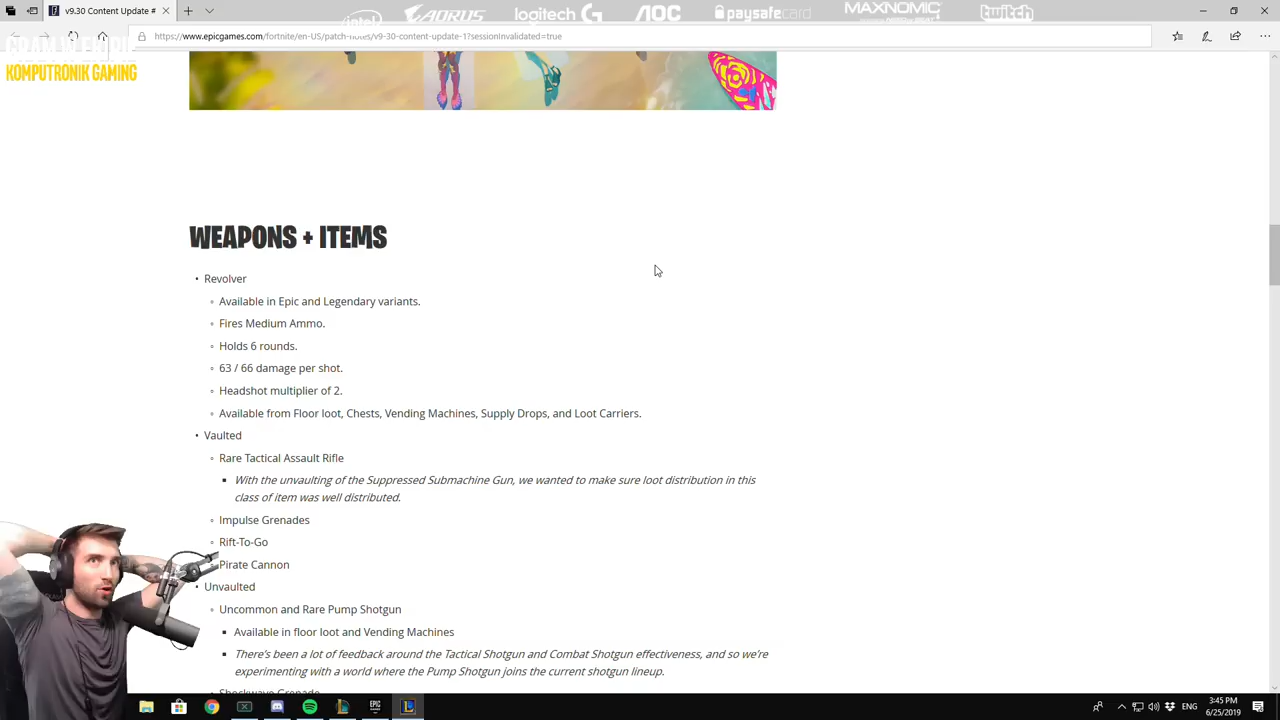 intel
AORUS
logitech G
AOC
paysafecard
MAXNOMIC
twitch
v9.30 Content Update #
https://www.epicgames.com/fortnite/en-US/patch-notes/v9-30-content-update-1?sessionInvalidated=true
KOMPUTRONIK GAMING
WEAPONS + ITEMS
• Revolver
◦ Available in Epic and Legendary variants.
◦ Fires Medium Ammo.
◦ Holds 6 rounds.
◦ 63 / 66 damage per shot.
◦ Headshot multiplier of 2.
◦ Available from Floor loot, Chests, Vending Machines, Supply Drops, and Loot Carriers.
• Vaulted
◦ Rare Tactical Assault Rifle
▪ With the unvaulting of the Suppressed Submachine Gun, we wanted to make sure loot distribution in this
class of item was well distributed.
◦ Impulse Grenades
◦ Rift-To-Go
◦ Pirate Cannon
• Unvaulted
◦ Uncommon and Rare Pump Shotgun
▪ Available in floor loot and Vending Machines
▪ There's been a lot of feedback around the Tactical Shotgun and Combat Shotgun effectiveness, and so we're
experimenting with a world where the Pump Shotgun joins the current shotgun lineup.
Shockwave Grenade
EPIC
GAMES
ENG
3:45 PM
6/25/2019